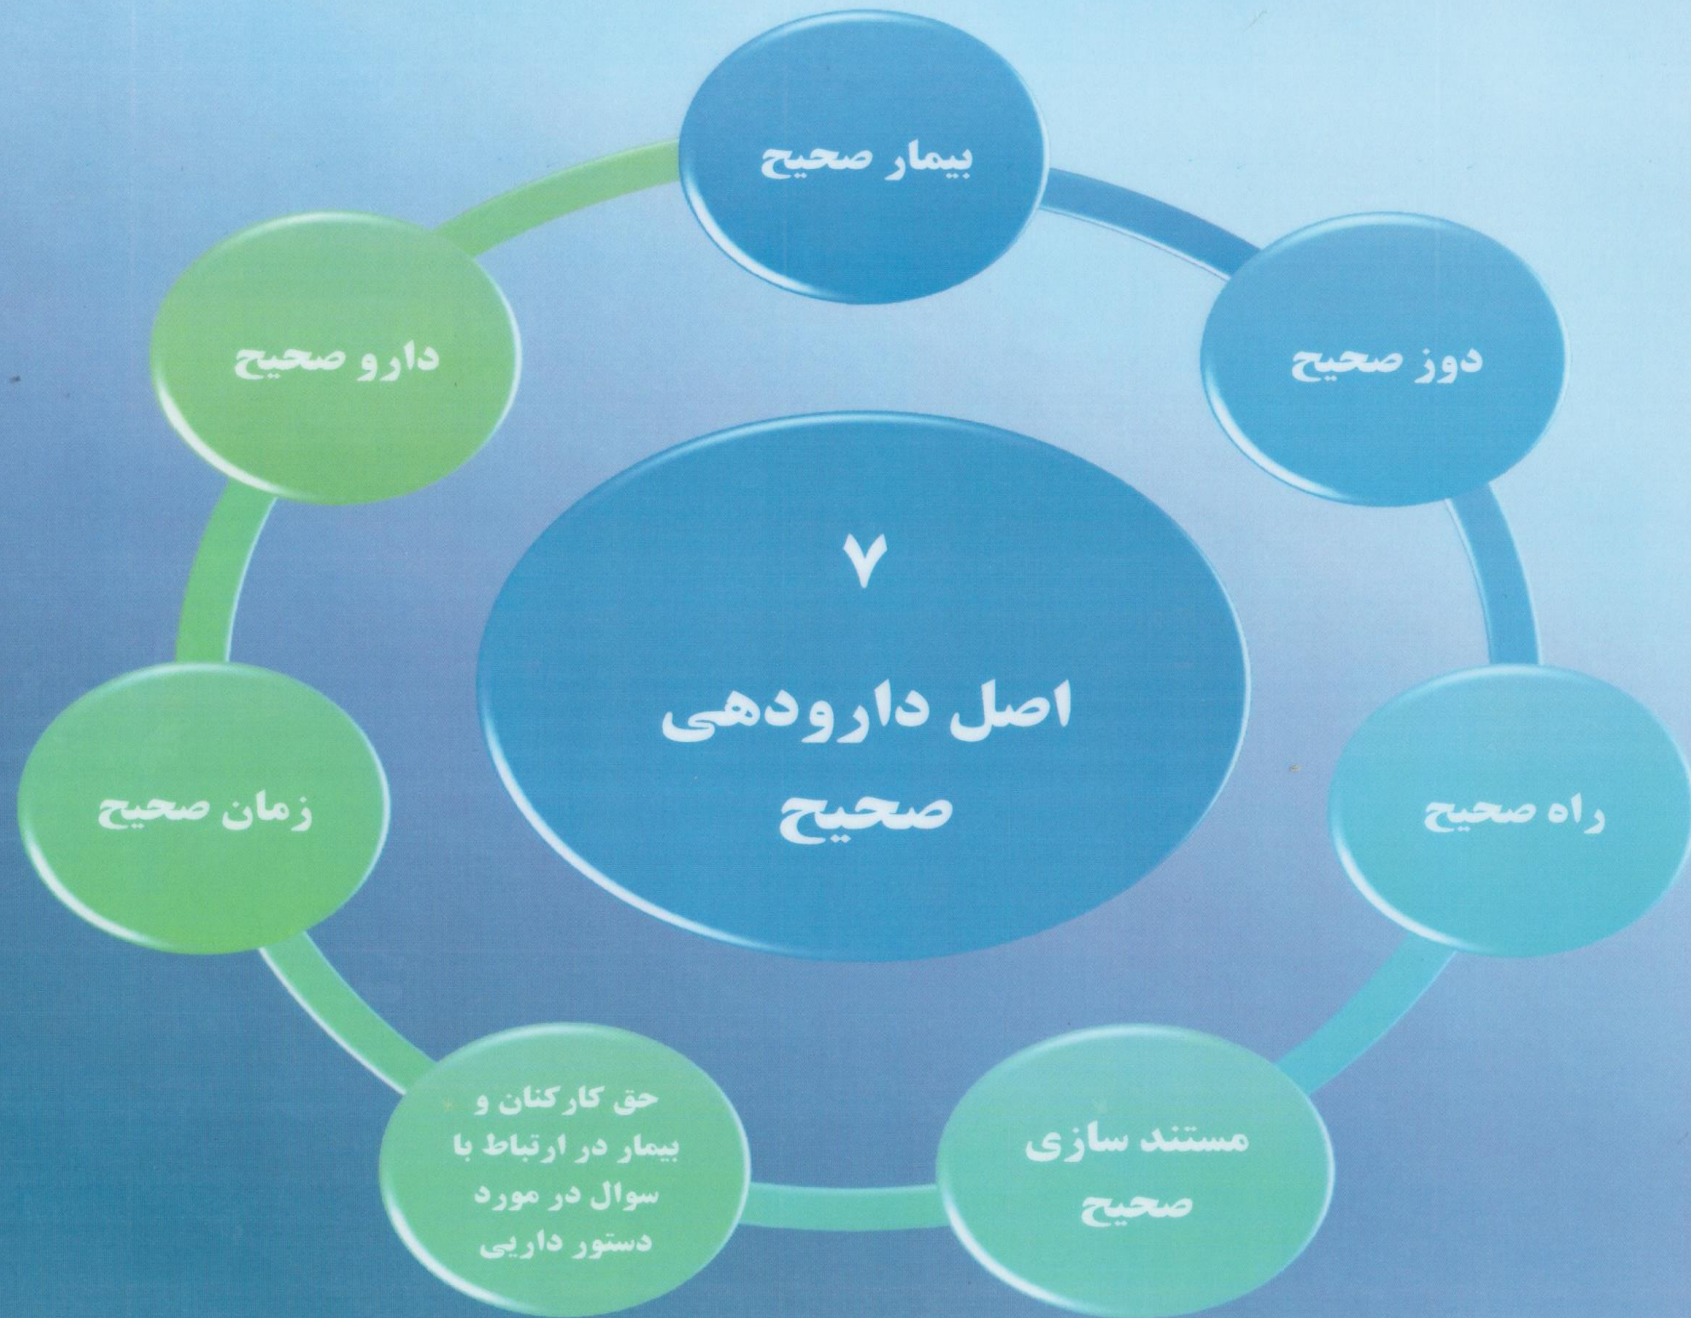 بیمار صحیح
دوز صحیح
راه صحیح
مستند سازی
صحیح
حق کارکنان و
بیمار در ارتباط با
سوال در مورد
دستور داریی
زمان صحیح
دارو صحیح
۷
اصل دارودهی
صحیح